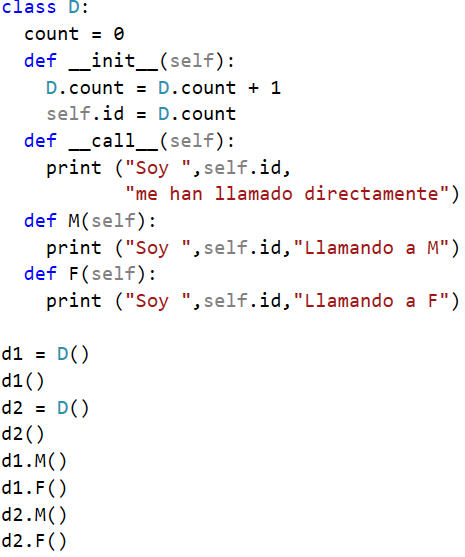 class D:
  count = 0
  def __init__(self):
    D.count = D.count + 1
    self.id = D.count
  def __call__(self):
    print ("Soy ",self.id,
           "me han llamado directamente")
  def M(self):
    print ("Soy ",self.id,"Llamando a M")
  def F(self):
    print ("Soy ",self.id,"Llamando a F")

d1 = D()
d1()
d2 = D()
d2()
d1.M()
d1.F()
d2.M()
d2.F()